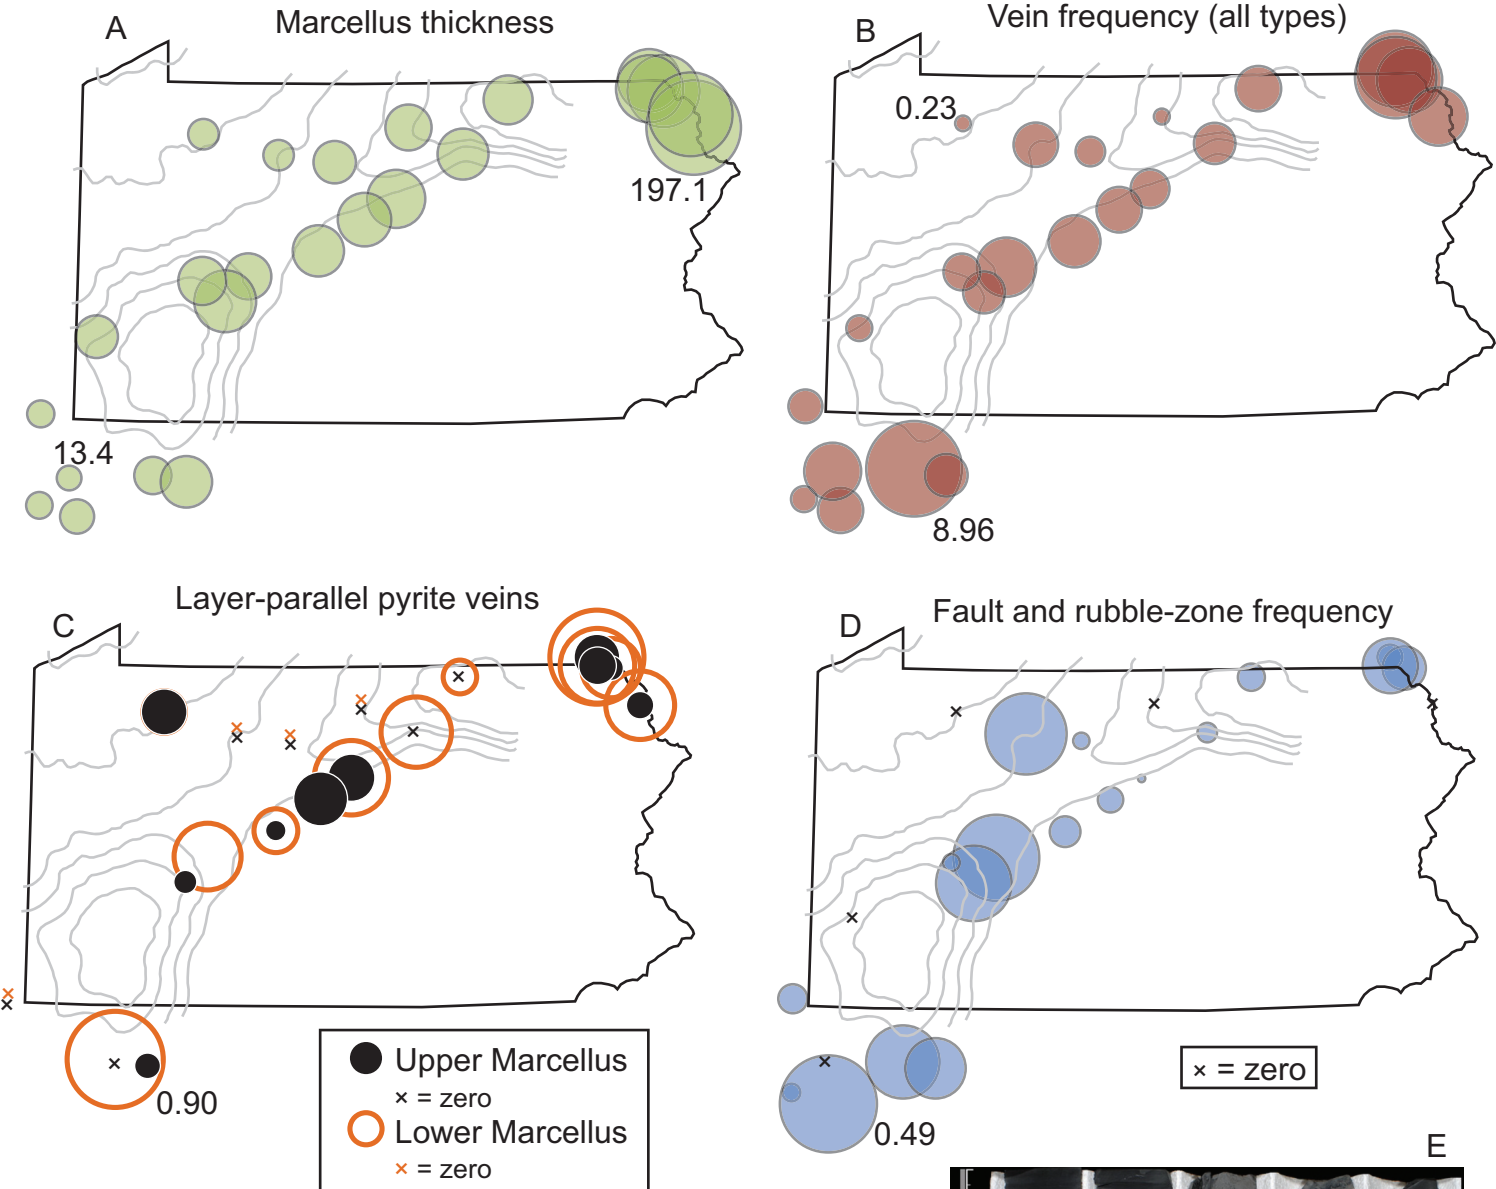 A
Marcellus thickness
197.1
13.4
B
Vein frequency (all types)
0.23
8.96
C
Layer-parallel pyrite veins
0.90
Upper Marcellus
× = zero
Lower Marcellus
× = zero
D
Fault and rubble-zone frequency
× = zero
0.49
E